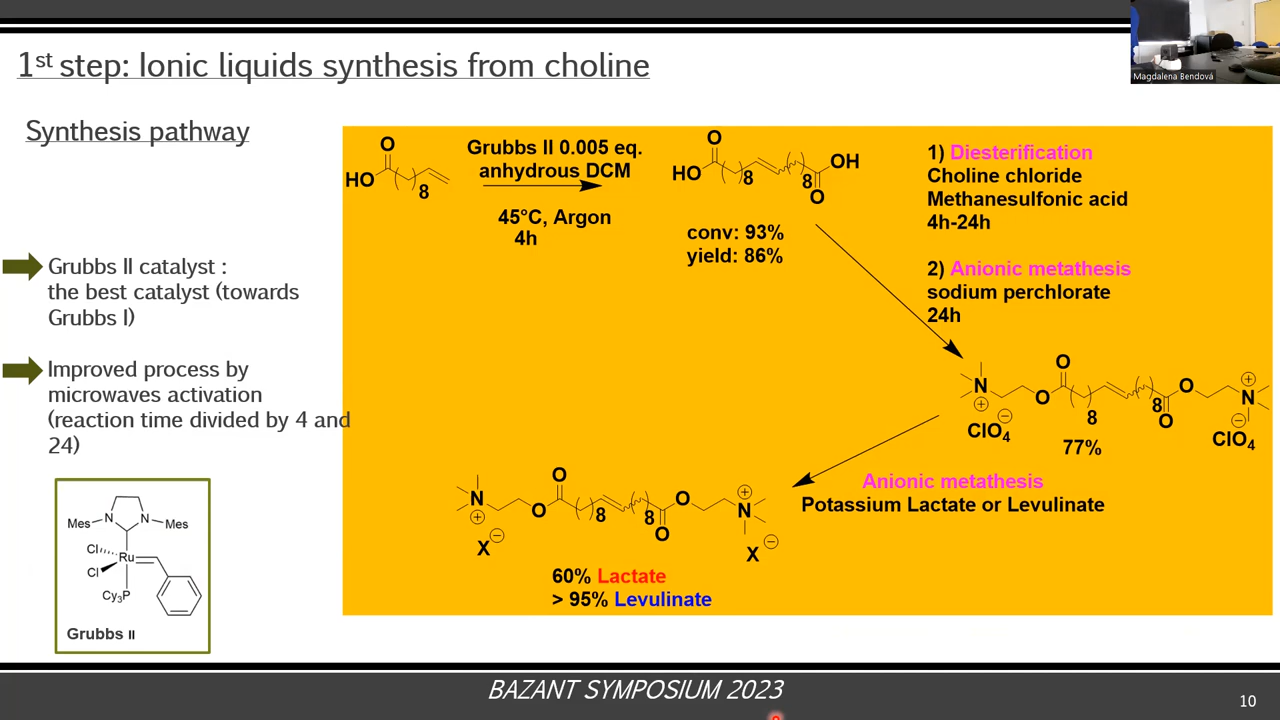 1st step: Ionic liquids synthesis from choline
Magdalena Bendová
Synthesis pathway
Grubbs II catalyst :
the best catalyst (towards
Grubbs I)
Improved process by
microwaves activation
(reaction time divided by 4 and
24)
Mes
N
N
Mes
Cl
Cl
Ru
Cy3P
Grubbs II
O
HO
8
Grubbs II 0.005 eq.
anhydrous DCM
45°C, Argon
4h
O
HO
8
8
OH
O
conv: 93%
yield: 86%
1) Diesterification
Choline chloride
Methanesulfonic acid
4h-24h
2) Anionic metathesis
sodium perchlorate
24h
N
+
ClO4
−
O
O
8
8
O
O
N
+
ClO4
−
77%
Anionic metathesis
Potassium Lactate or Levulinate
N
+
X
−
O
O
8
8
O
O
N
+
X
−
60% Lactate
> 95% Levulinate
BAZANT SYMPOSIUM 2023
10